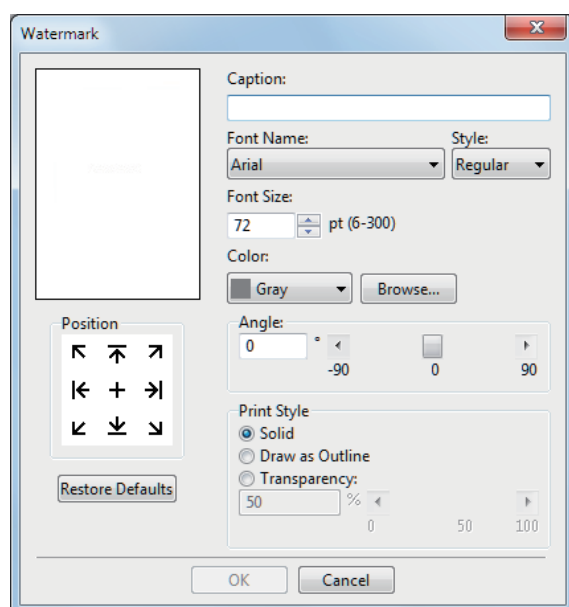 Watermark
Caption:
Font Name: Style:
Arial Regular
Font Size:
72 pt (6-300)
Color:
Gray Browse...
Position
Angle:
0 °
-90 0 90
Print Style
Solid
Draw as Outline
Transparency:
50 %
0 50 100
Restore Defaults
OK Cancel